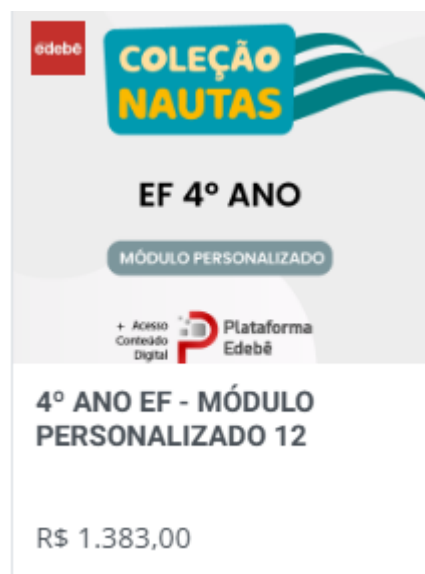 edebê
COLEÇÃO
NAUTAS
EF 4º ANO
MÓDULO PERSONALIZADO
+ Acesso
Conteúdo
Digital
Plataforma
Edebê
4º ANO EF - MÓDULO
PERSONALIZADO 12
R$ 1.383,00